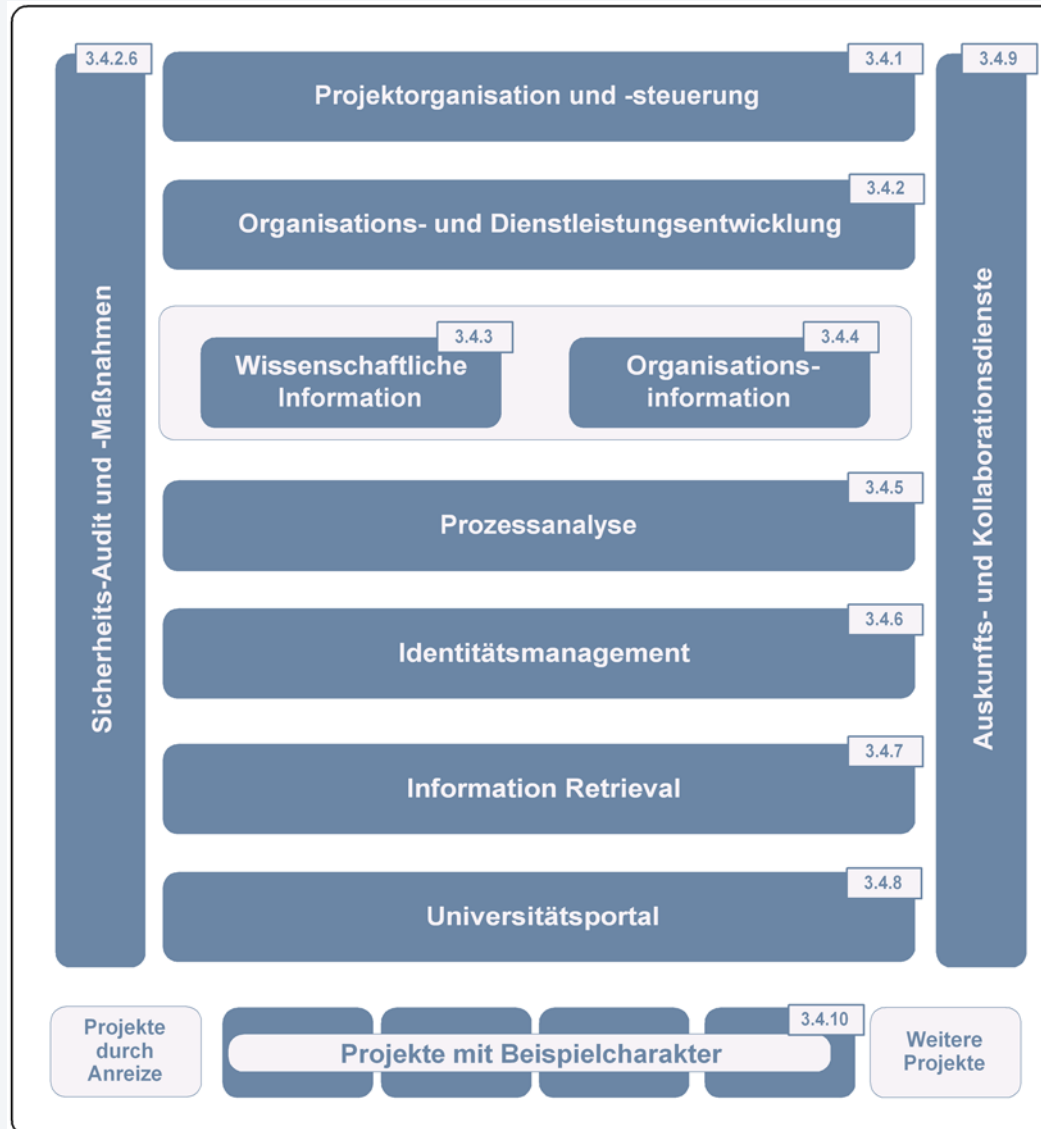 3.4.2.6
Sicherheits-Audit und -Maßnahmen
3.4.1
Projektorganisation und -steuerung
3.4.2
Organisations- und Dienstleistungsentwicklung
3.4.3
Wissenschaftliche
Information
3.4.4
Organisations-
information
3.4.5
Prozessanalyse
3.4.6
Identitätsmanagement
3.4.7
Information Retrieval
3.4.8
Universitätsportal
3.4.9
Auskunfts- und Kollaborationsdienste
Projekte
durch
Anreize
3.4.10
Projekte mit Beispielcharakter
Weitere
Projekte